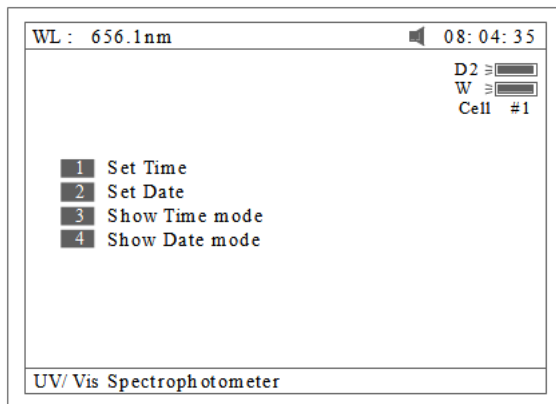 WL: 656.1nm 08:04:35
D2
W
Cell #1
1 Set Time
2 Set Date
3 Show Time mode
4 Show Date mode
UV/Vis Spectrophotometer